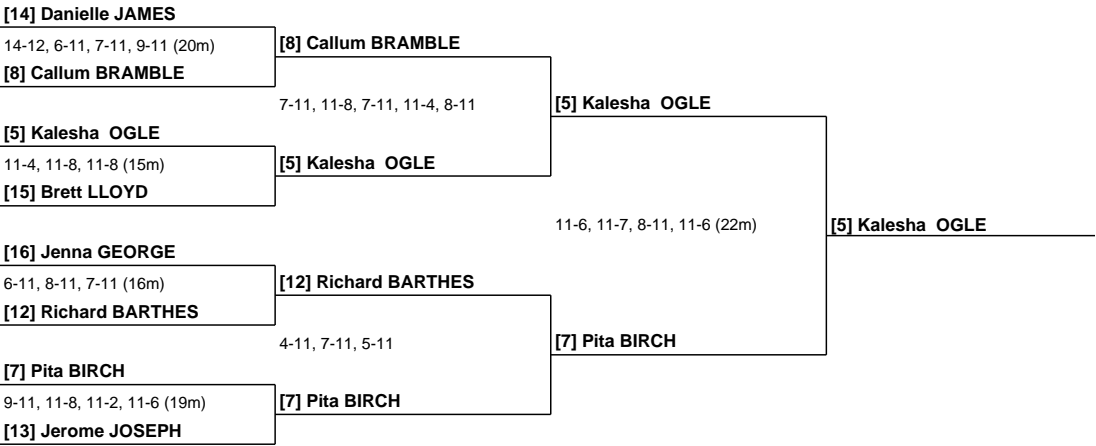 [14] Danielle JAMES
14-12, 6-11, 7-11, 9-11 (20m)
[8] Callum BRAMBLE
[8] Callum BRAMBLE
7-11, 11-8, 7-11, 11-4, 8-11
[5] Kalesha  OGLE
[5] Kalesha  OGLE
11-4, 11-8, 11-8 (15m)
[5] Kalesha  OGLE
[15] Brett LLOYD
11-6, 11-7, 8-11, 11-6 (22m)
[5] Kalesha  OGLE
[16] Jenna GEORGE
6-11, 8-11, 7-11 (16m)
[12] Richard BARTHES
[12] Richard BARTHES
4-11, 7-11, 5-11
[7] Pita BIRCH
[7] Pita BIRCH
9-11, 11-8, 11-2, 11-6 (19m)
[7] Pita BIRCH
[13] Jerome JOSEPH